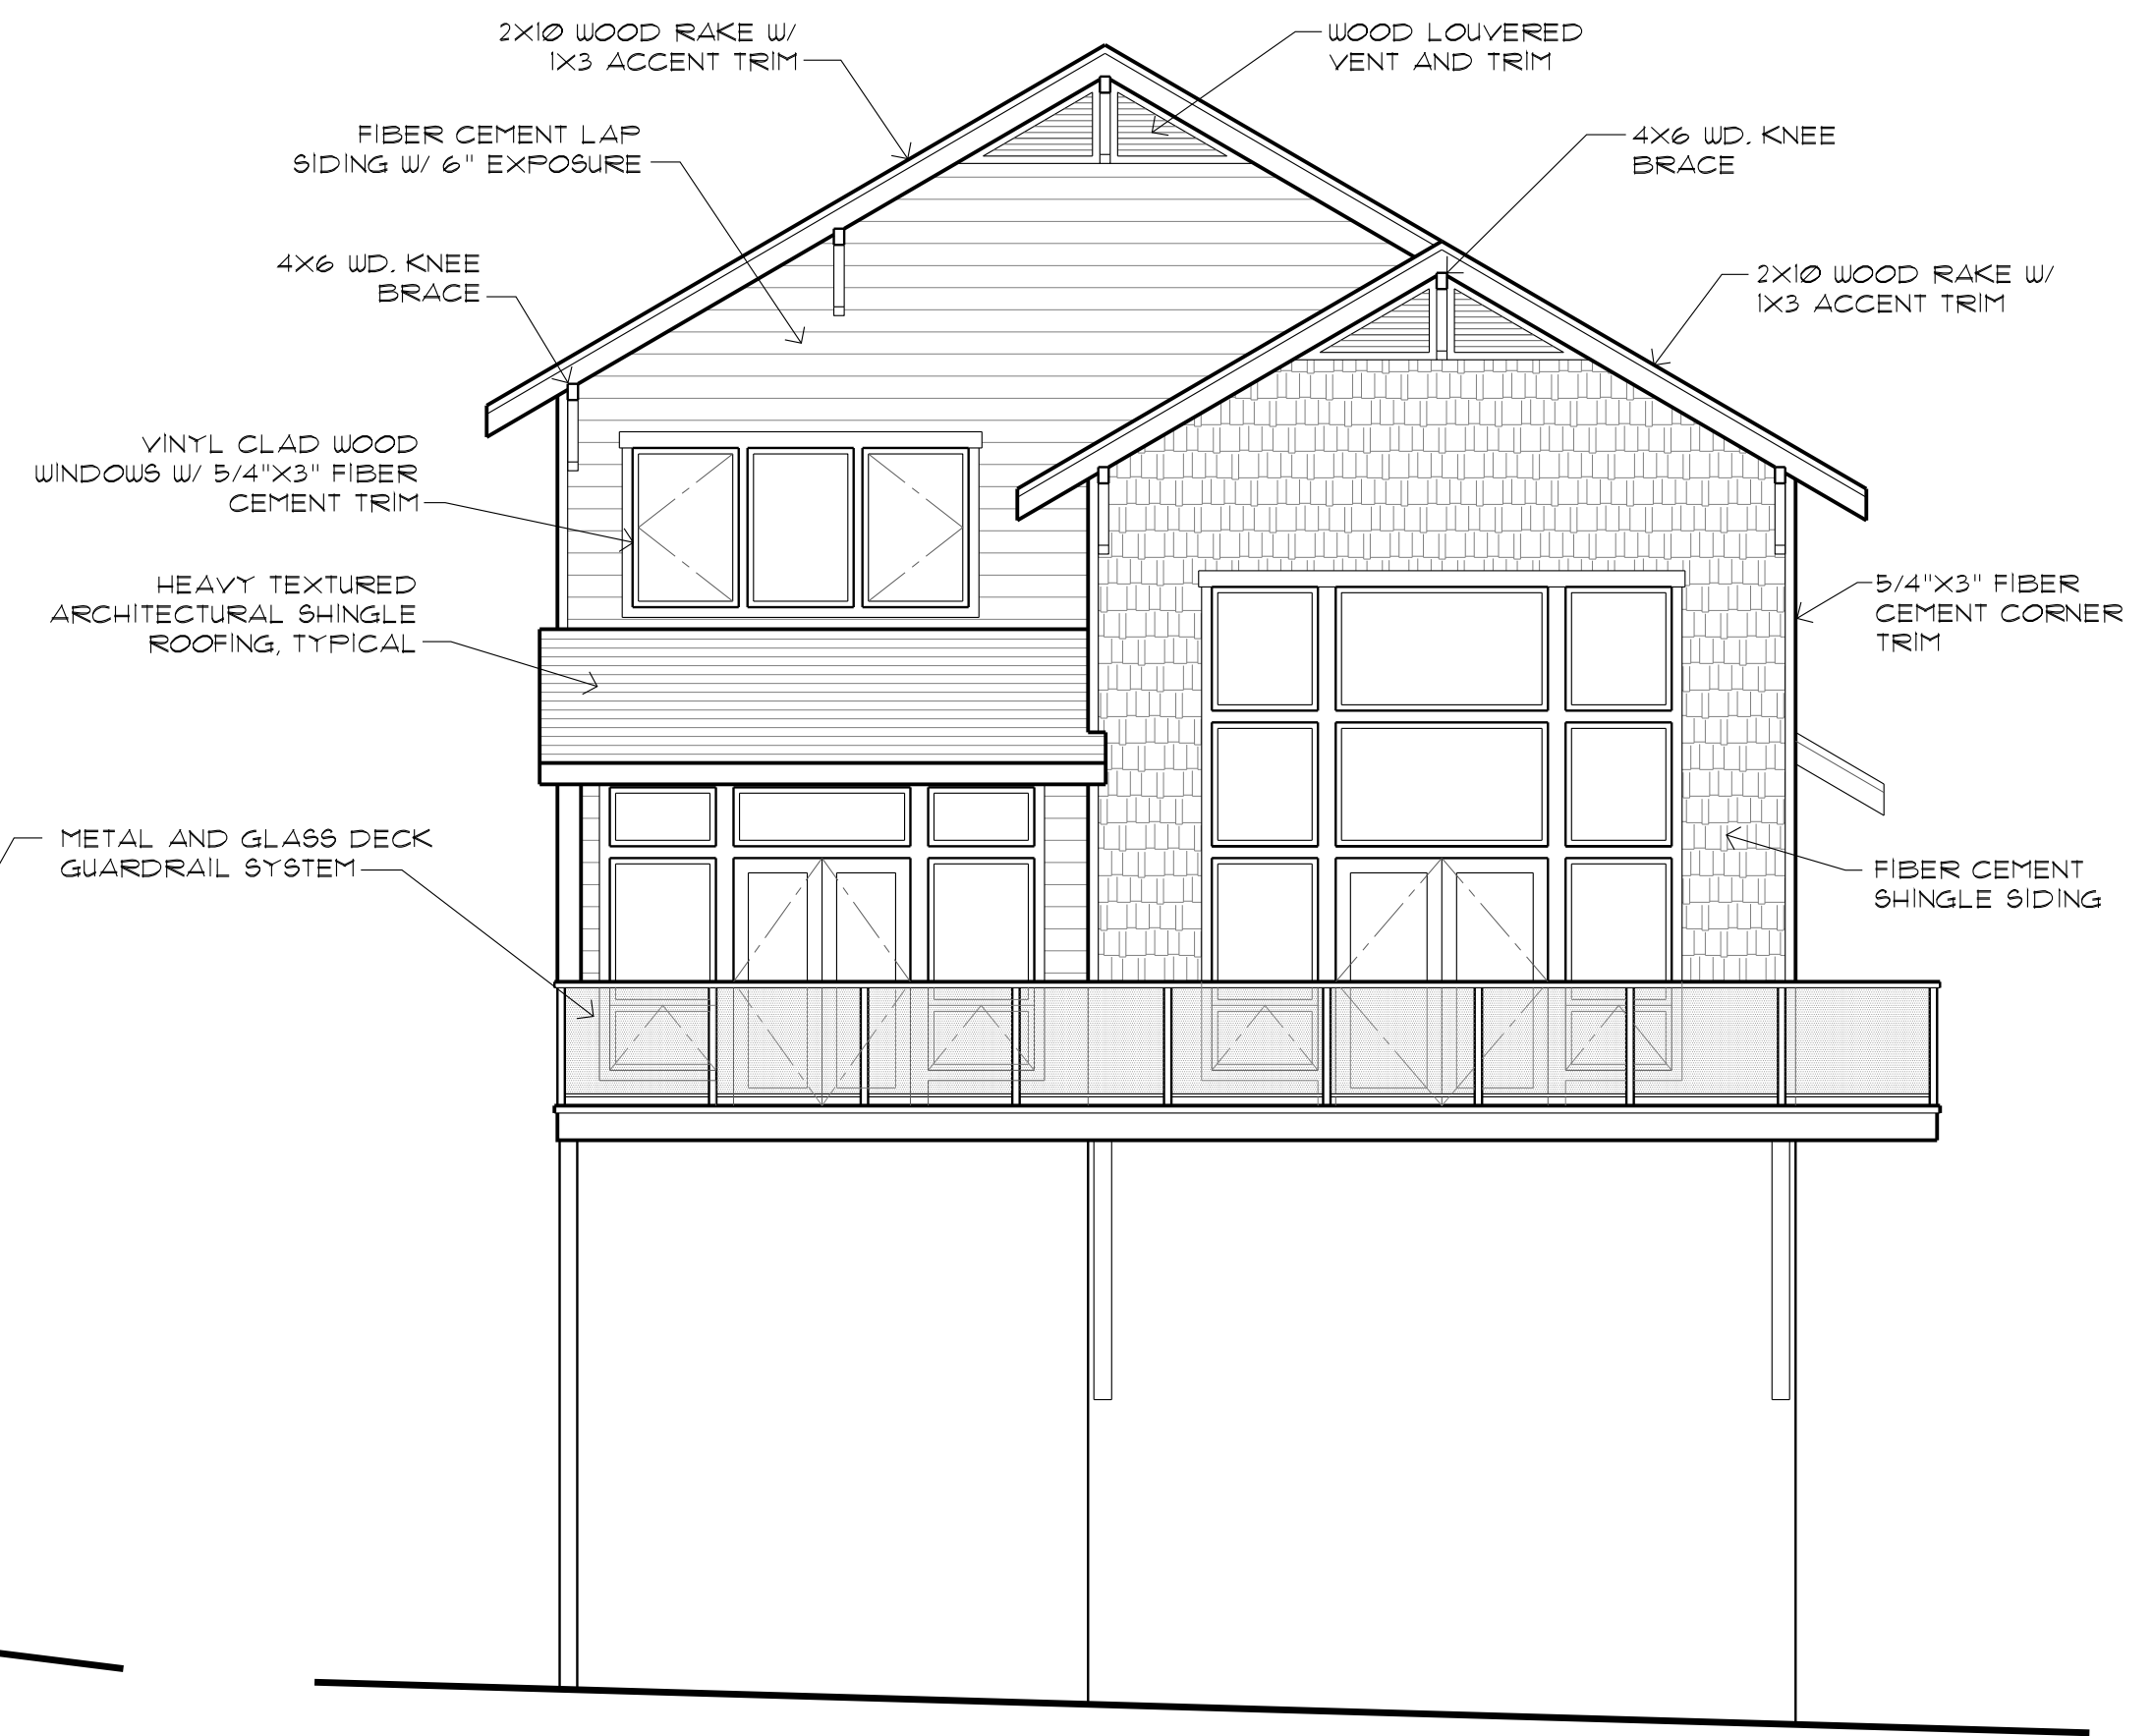 2X10 WOOD RAKE W/
1X3 ACCENT TRIM
WOOD LOUVERED
VENT AND TRIM
FIBER CEMENT LAP
SIDING W/ 6" EXPOSURE
4X6 WD. KNEE
BRACE
4X6 WD. KNEE
BRACE
2X10 WOOD RAKE W/
1X3 ACCENT TRIM
VINYL CLAD WOOD
WINDOWS W/ 5/4"X3" FIBER
CEMENT TRIM
HEAVY TEXTURED
ARCHITECTURAL SHINGLE
ROOFING, TYPICAL
5/4"X3" FIBER
CEMENT CORNER
TRIM
METAL AND GLASS DECK
GUARDRAIL SYSTEM
FIBER CEMENT
SHINGLE SIDING